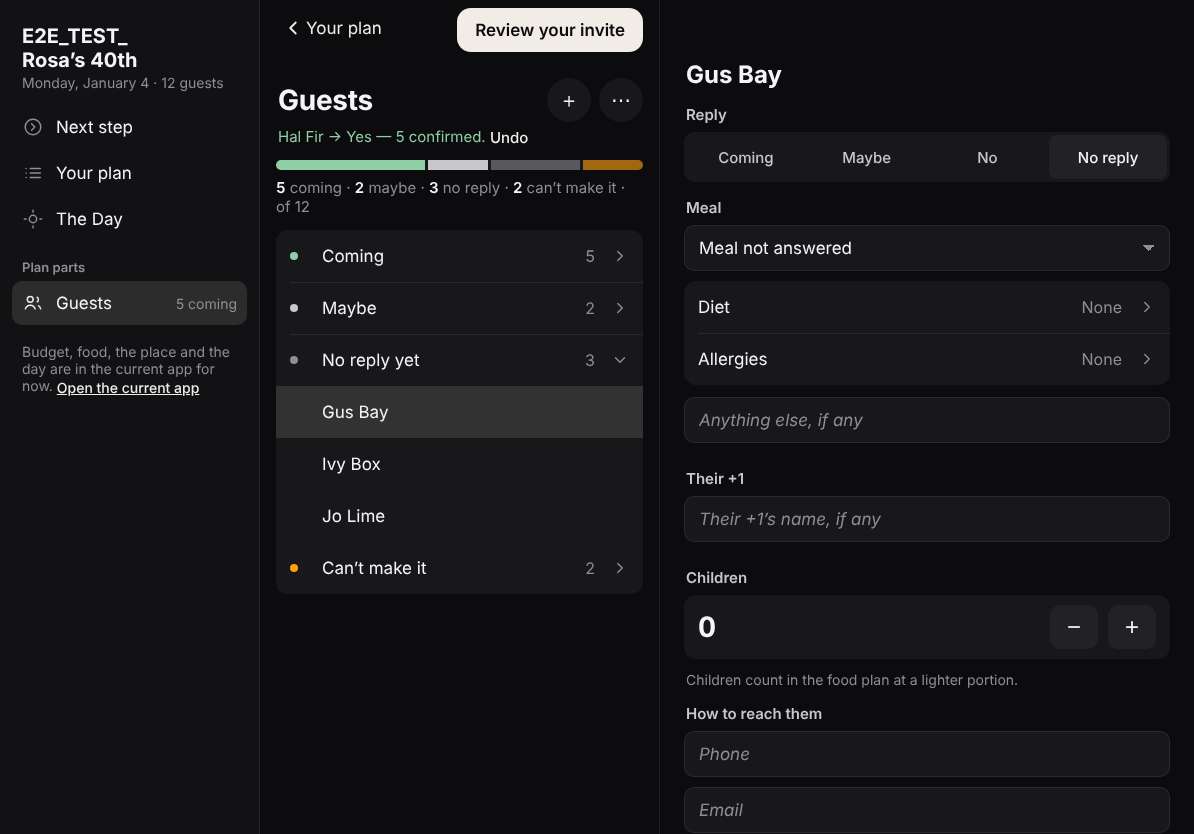 E2E_TEST_
Rosa’s 40th
Monday, January 4 · 12 guests
Next step
Your plan
The Day
Plan parts
Guests 5 coming
Budget, food, the place and the
day are in the current app for
now. Open the current app
Your plan
Review your invite
Guests
+ ···
Hal Fir → Yes — 5 confirmed. Undo
5 coming · 2 maybe · 3 no reply · 2 can’t make it ·
of 12
Coming 5
Maybe 2
No reply yet 3
Gus Bay
Ivy Box
Jo Lime
Can’t make it 2
Gus Bay
Reply
Coming Maybe No No reply
Meal
Meal not answered
Diet None
Allergies None
Anything else, if any
Their +1
Their +1’s name, if any
Children
0 − +
Children count in the food plan at a lighter portion.
How to reach them
Phone
Email